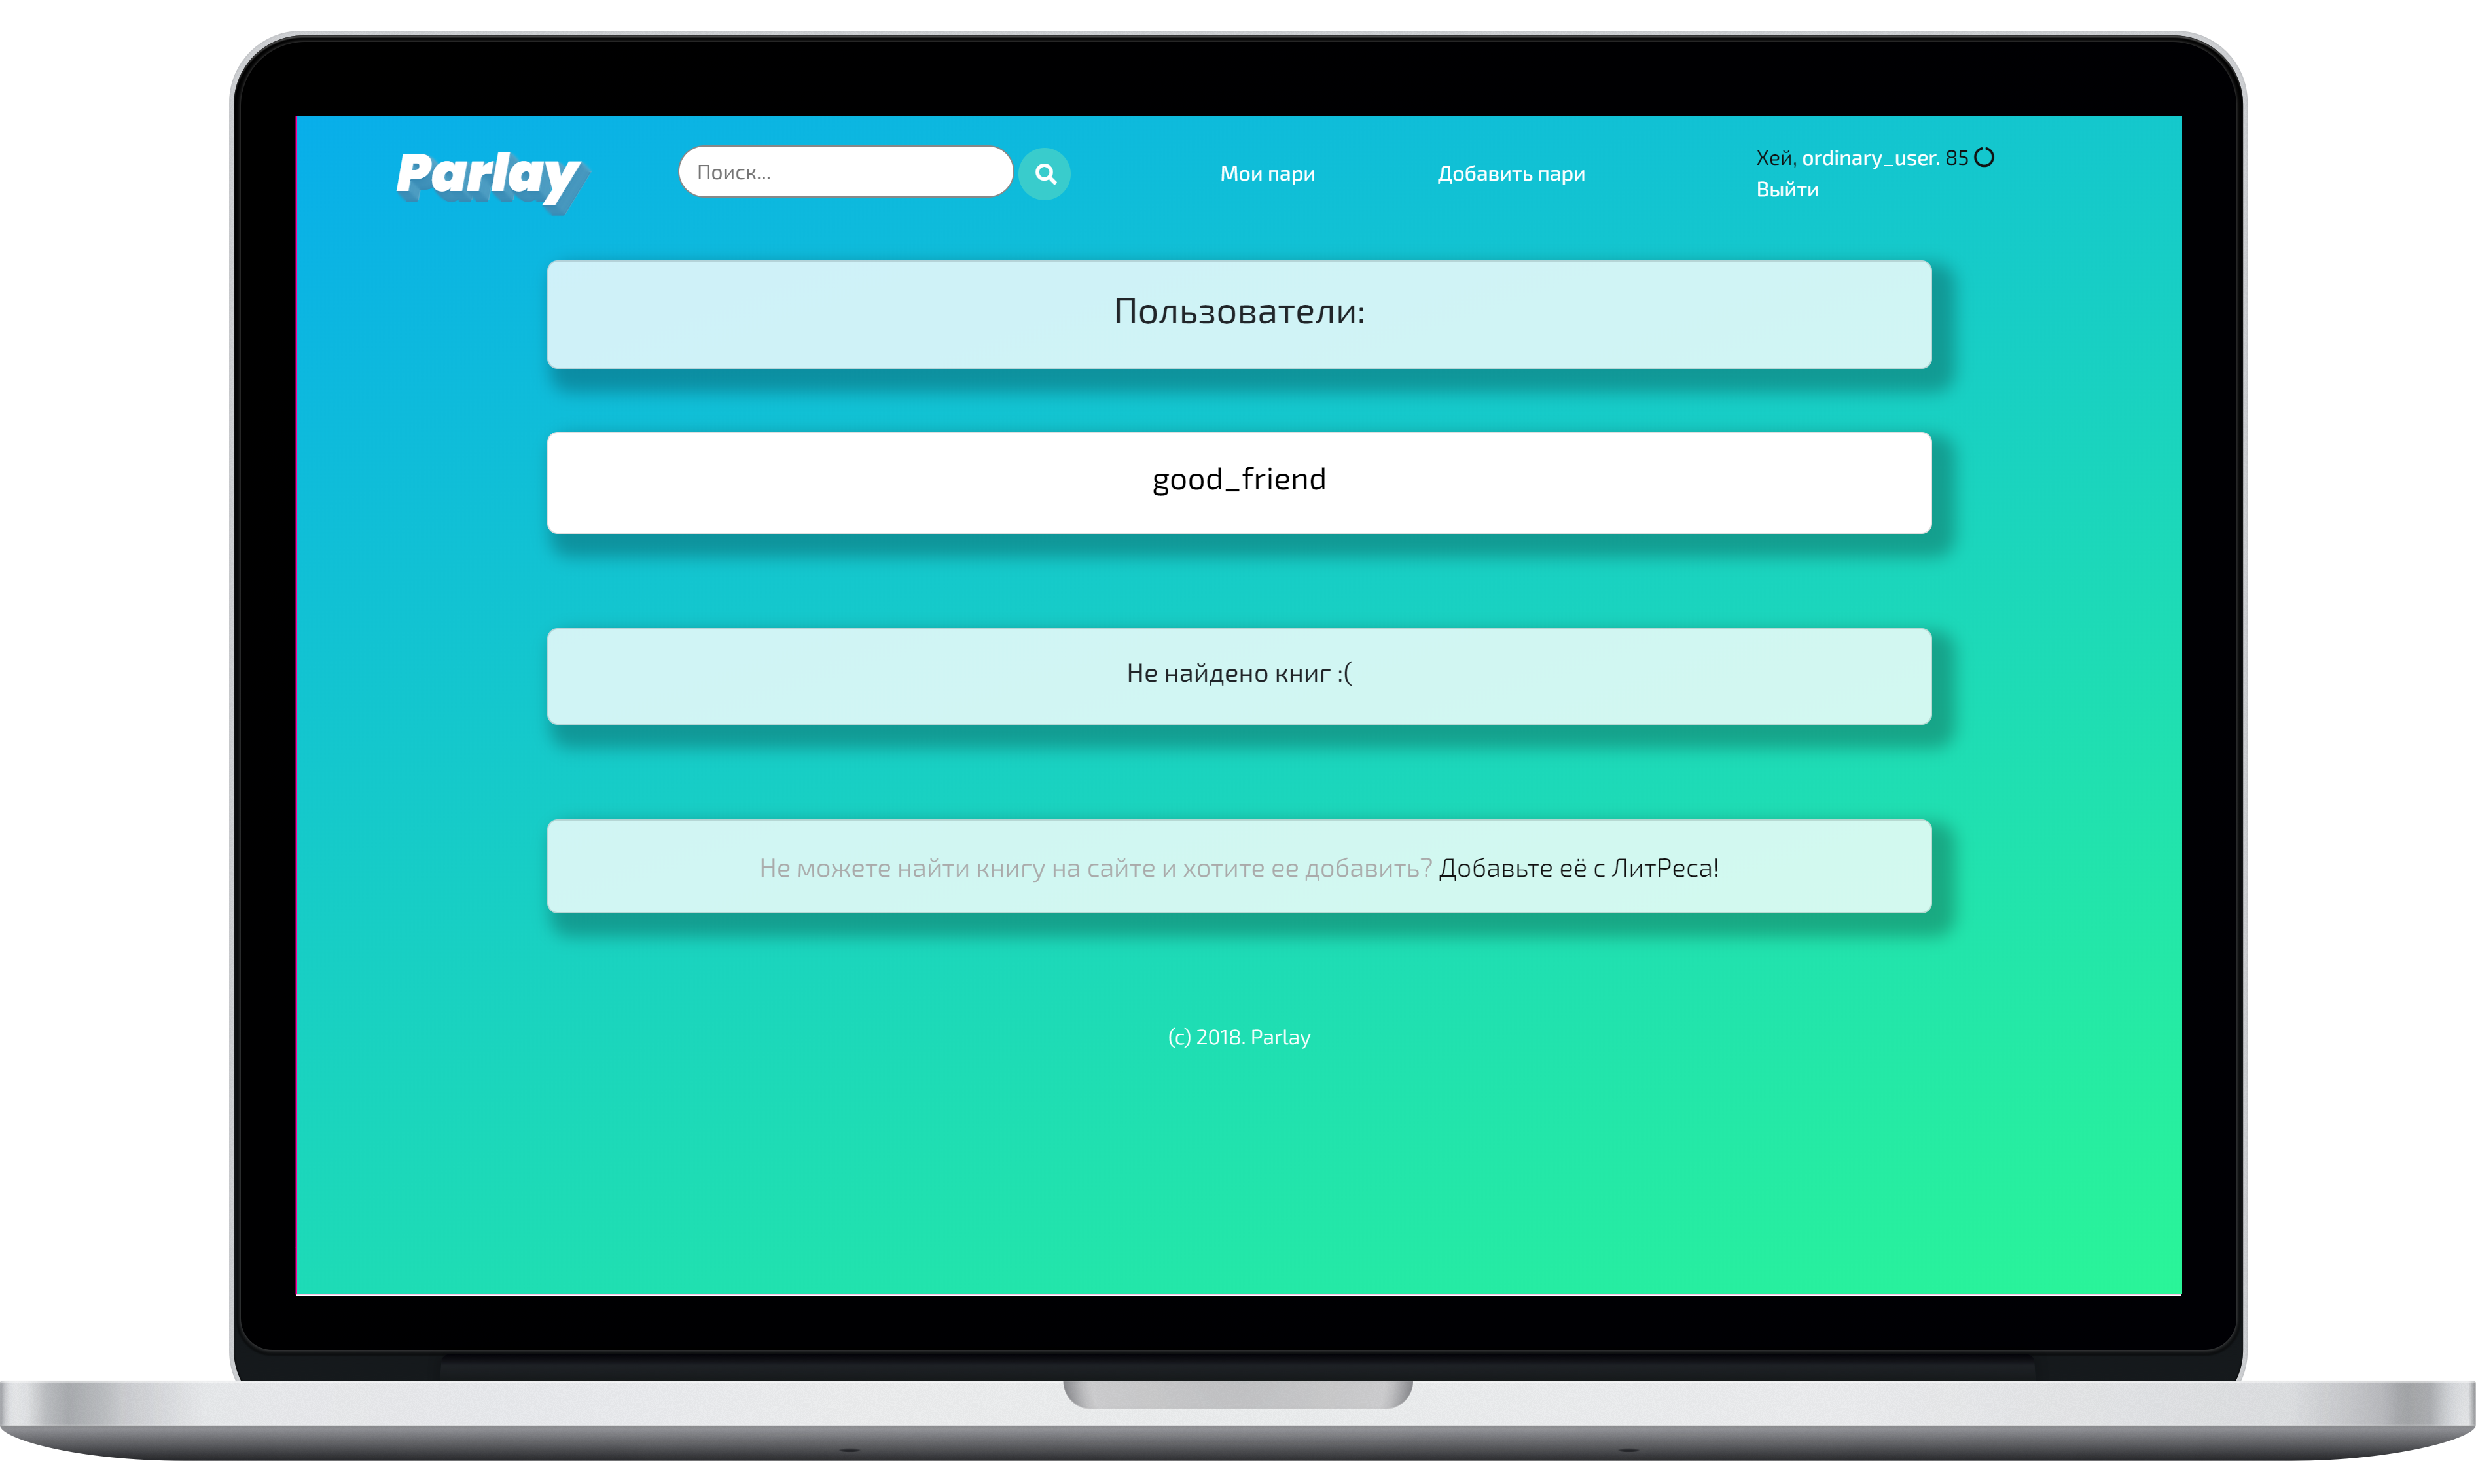 Parlay
Поиск...
Мои пари
Добавить пари
Хей, ordinary_user. 85
Выйти
Пользователи:
good_friend
Не найдено книг :(
Не можете найти книгу на сайте и хотите ее добавить? Добавьте её с ЛитРеса!
(c) 2018. Parlay